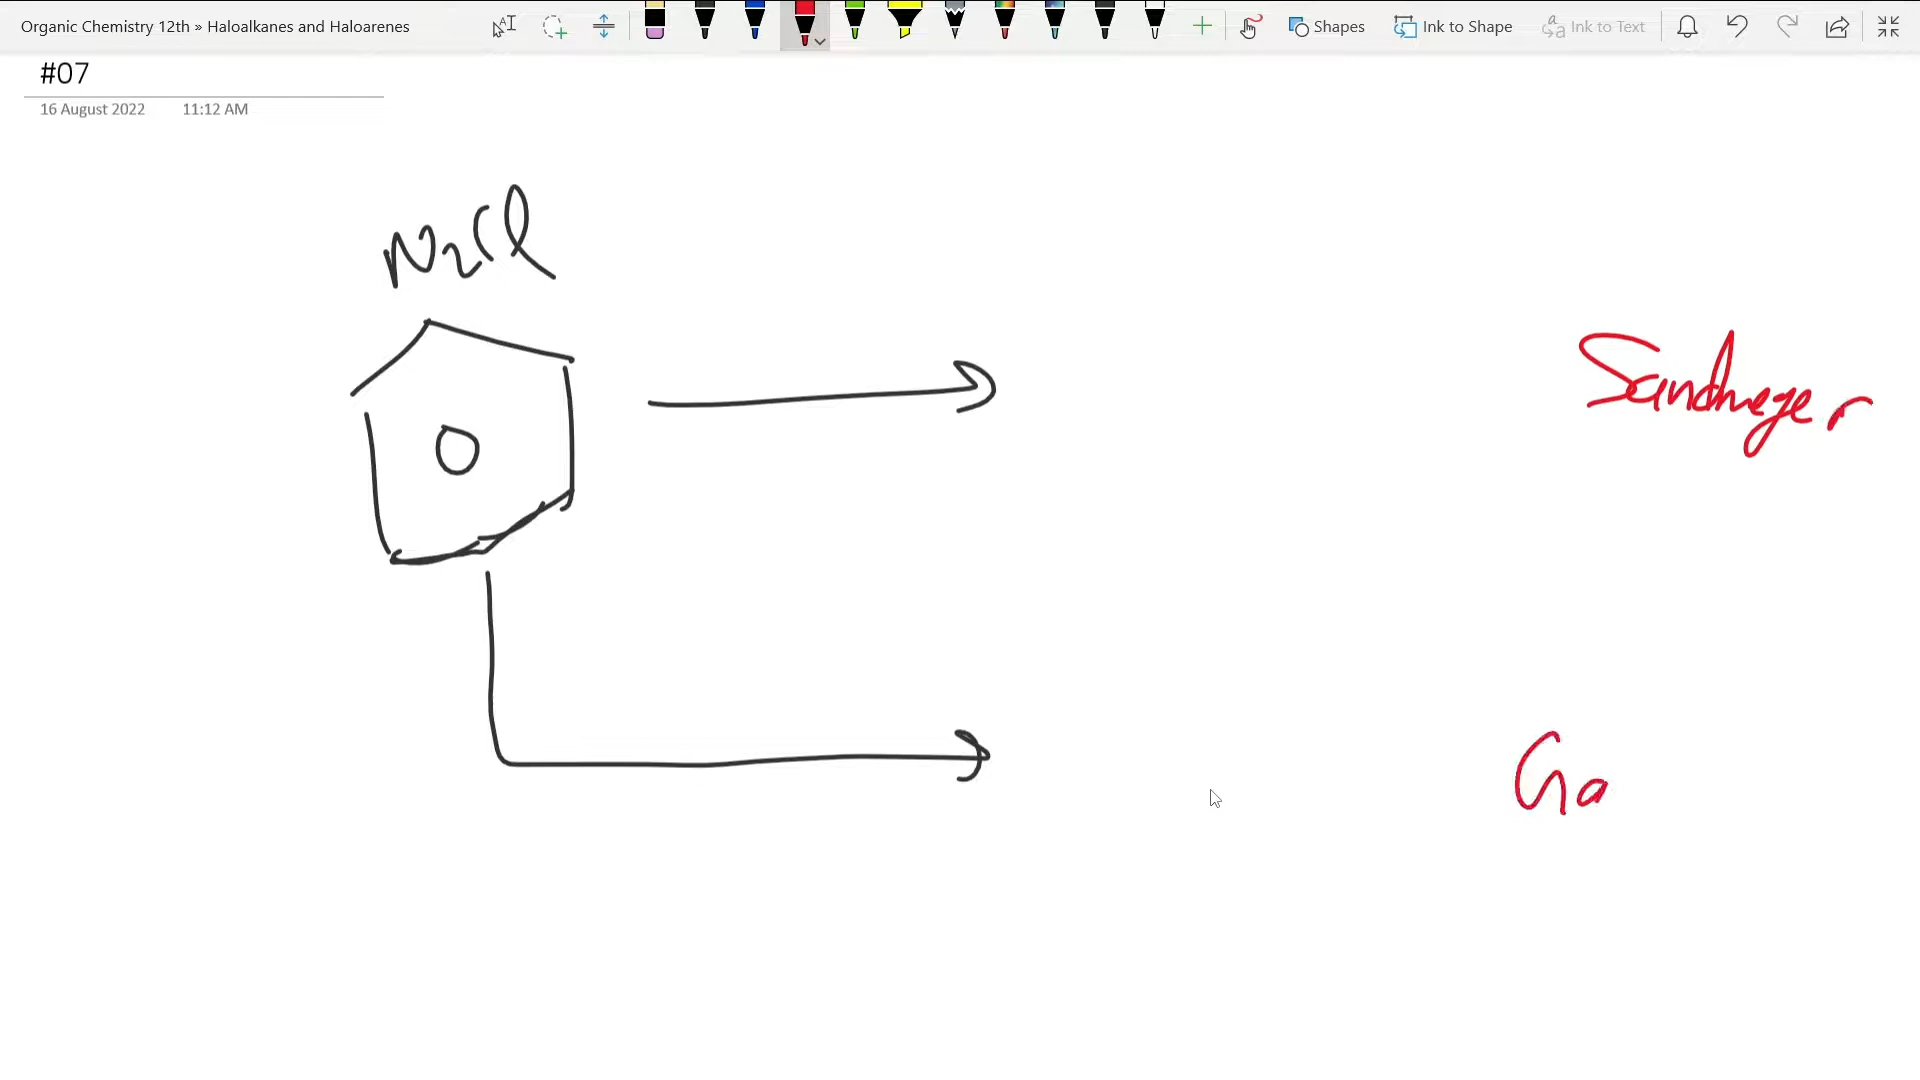 Organic Chemistry 12th » Haloalkanes and Haloarenes
Shapes
Ink to Shape
Ink to Text
#07
16 August 2022 11:12 AM
N2Cl
Sandmeyer
Ga